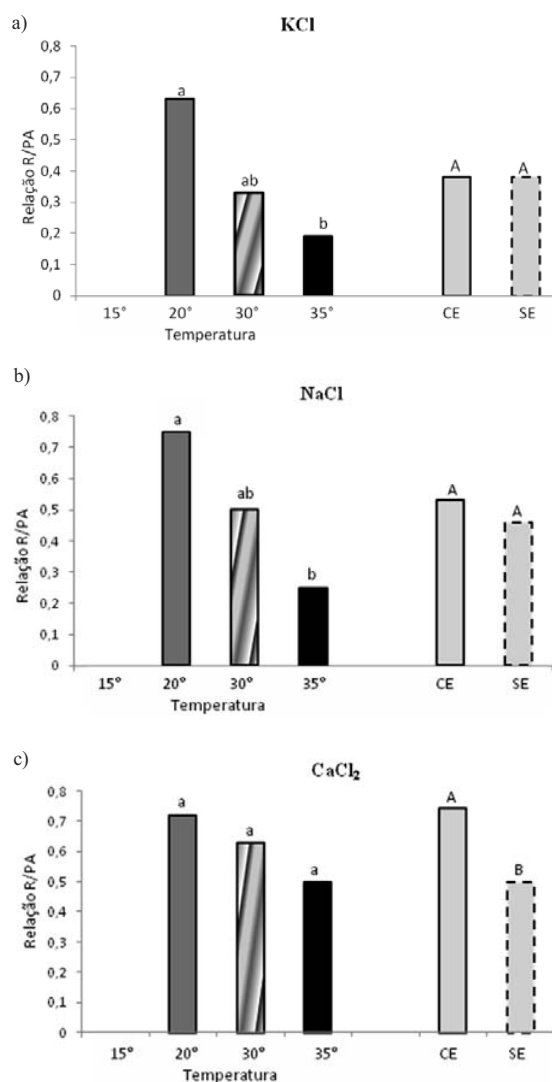 a)
KCl
Relação R/PA
0,8
0,7
0,6
0,5
0,4
0,3
0,2
0,1
0
a
ab
b
A
A
15° 20° 30° 35° CE SE
Temperatura
b)
NaCl
Relação R/PA
0,8
0,7
0,6
0,5
0,4
0,3
0,2
0,1
0
a
ab
b
A
A
15° 20° 30° 35° CE SE
Temperatura
c)
CaCl₂
Relação R/PA
0,8
0,7
0,6
0,5
0,4
0,3
0,2
0,1
0
a
a
a
A
B
15° 20° 30° 35° CE SE
Temperatura